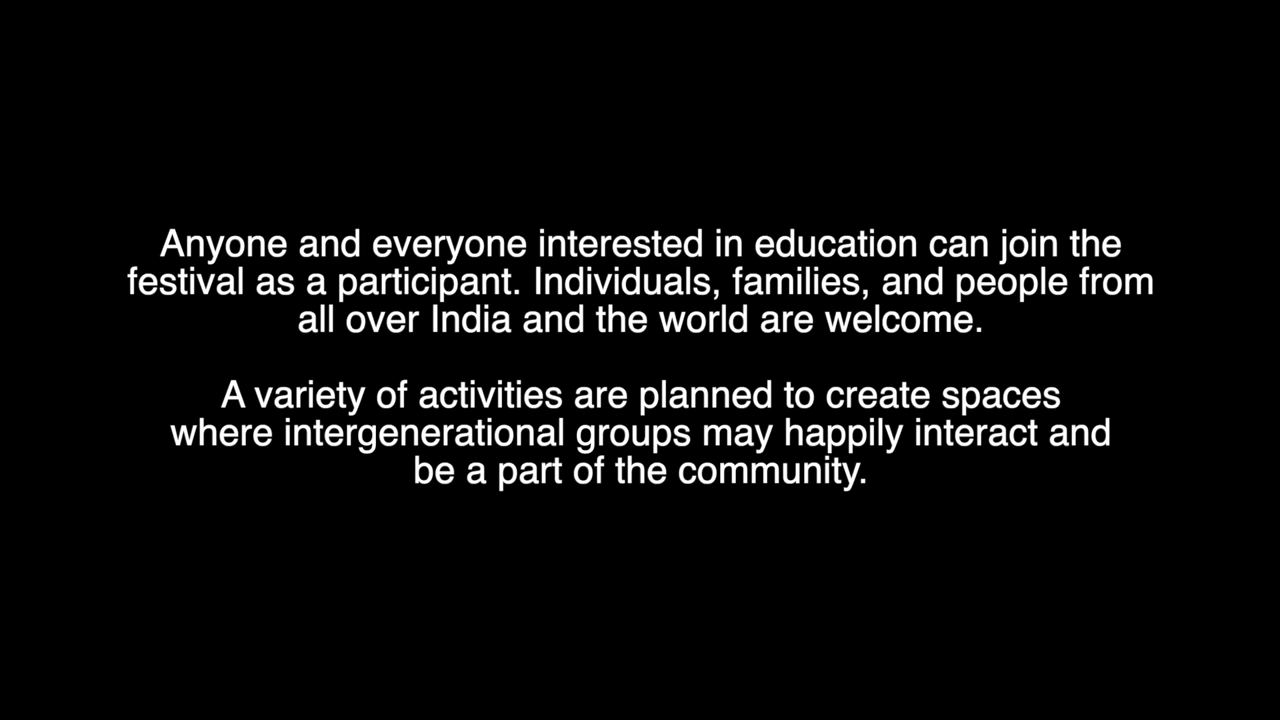 Anyone and everyone interested in education can join the
festival as a participant. Individuals, families, and people from
all over India and the world are welcome.
A variety of activities are planned to create spaces
where intergenerational groups may happily interact and
be a part of the community.